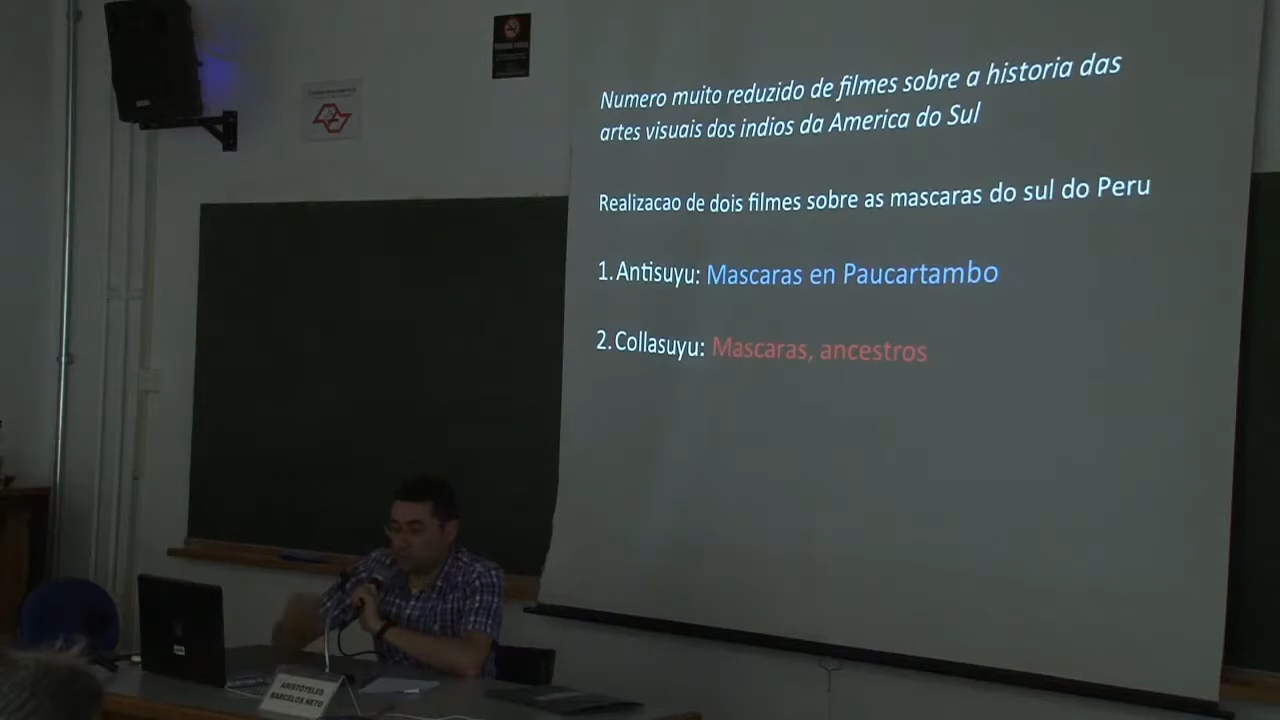 Numero muito reduzido de filmes sobre a historia das
artes visuais dos indios da America do Sul
Realizacao de dois filmes sobre as mascaras do sul do Peru
1. Antisuyu: Mascaras en Paucartambo
2. Collasuyu: Mascaras, ancestros
ARISTOTELES
BARCELOS NETO